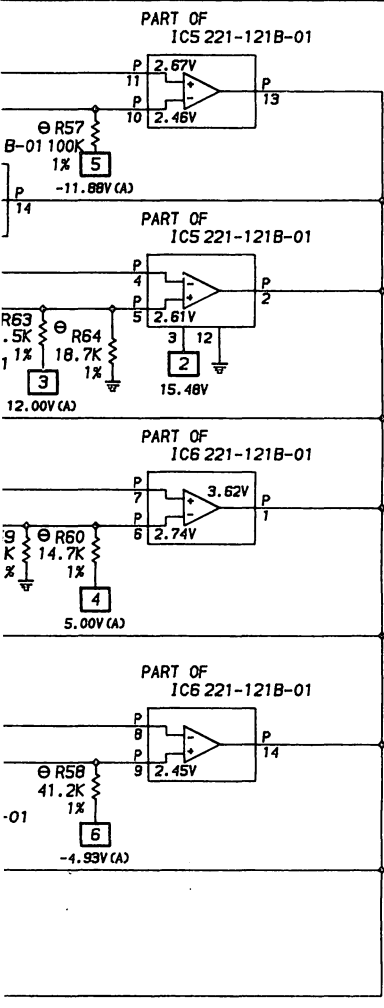 PART OF
IC5 221-121B-01
P
11
2.67V
+
-
P
13
P
10
2.46V
⊖ R57
B-01 100K
1%
5
-11.88V(A)
P
14
PART OF
IC5 221-121B-01
P
4
-
+
P
2
P
5
2.61V
R63
.5K
1%
1
3
12.00V(A)
⊖ R64
18.7K
1%
3
12
2
15.48V
PART OF
IC6 221-121B-01
P
7
3.62V
+
-
P
1
P
6
2.74V
9
K
%
⊖ R60
14.7K
1%
4
5.00V(A)
PART OF
IC6 221-121B-01
P
8
-
+
P
14
P
9
2.45V
⊖ R58
41.2K
1%
-01
6
-4.93V(A)